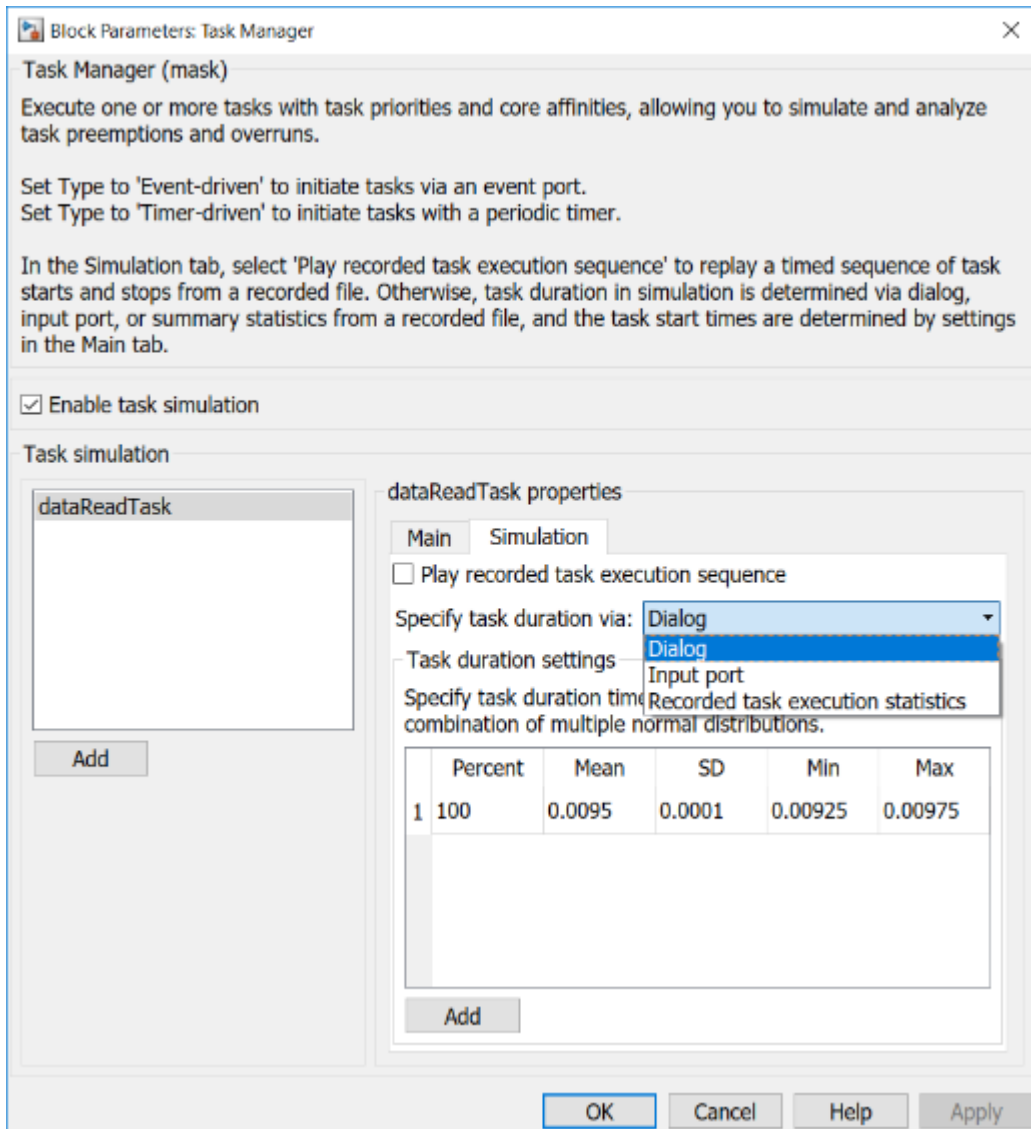 Block Parameters: Task Manager
Task Manager (mask)
Execute one or more tasks with task priorities and core affinities, allowing you to simulate and analyze
task preemptions and overruns.
Set Type to 'Event-driven' to initiate tasks via an event port.
Set Type to 'Timer-driven' to initiate tasks with a periodic timer.
In the Simulation tab, select 'Play recorded task execution sequence' to replay a timed sequence of task
starts and stops from a recorded file. Otherwise, task duration in simulation is determined via dialog,
input port, or summary statistics from a recorded file, and the task start times are determined by settings
in the Main tab.
Enable task simulation
Task simulation
dataReadTask
Add
dataReadTask properties
Main Simulation
Play recorded task execution sequence
Specify task duration via: Dialog
Dialog
Input port
Recorded task execution statistics
Task duration settings
Specify task duration time
combination of multiple normal distributions.
Percent Mean SD Min Max
1 100 0.0095 0.0001 0.00925 0.00975
Add
OK Cancel Help Apply